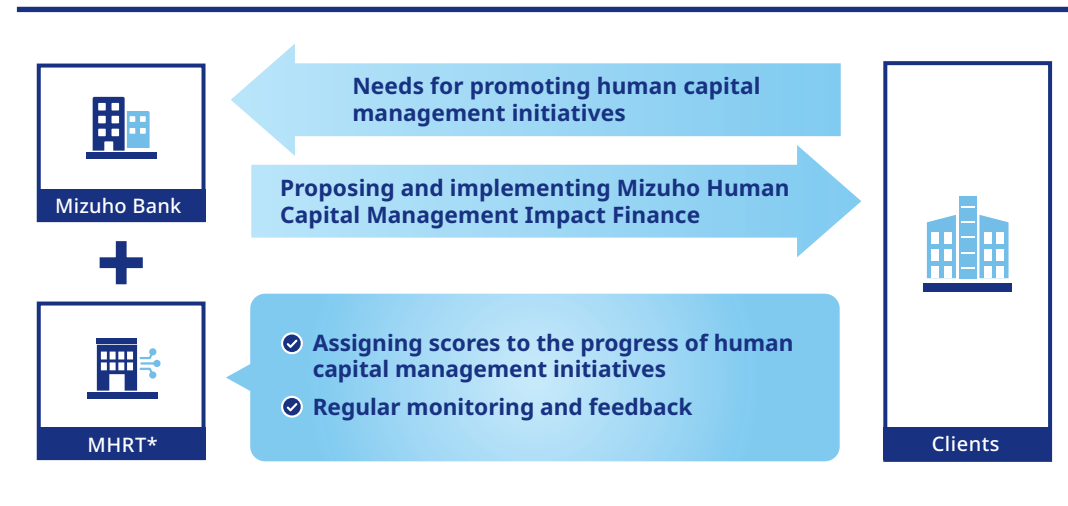 Needs for promoting human capital
management initiatives
Mizuho Bank
Proposing and implementing Mizuho Human
Capital Management Impact Finance
Assigning scores to the progress of human
capital management initiatives
Regular monitoring and feedback
MHRT*
Clients